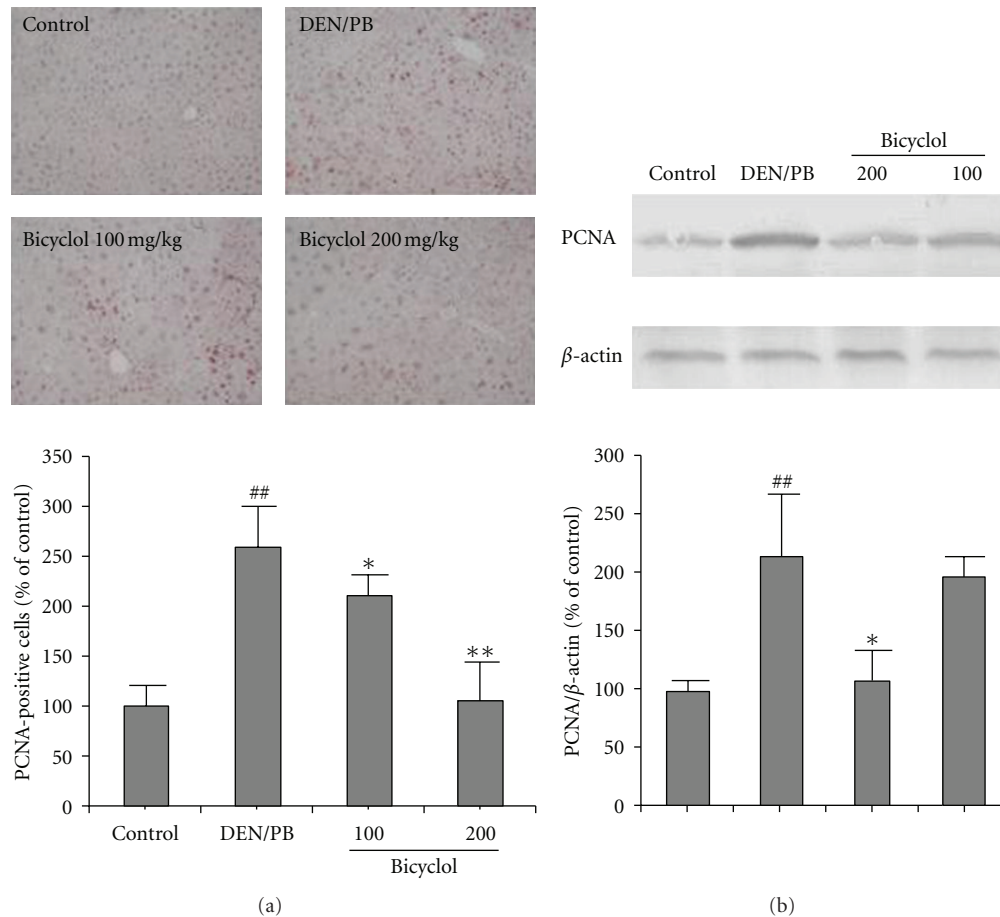 Control
DEN/PB
Bicyclol 100 mg/kg
Bicyclol 200 mg/kg
PCNA-positive cells (% of control)
350
300
250
200
150
100
50
0
##
*
**
Control
DEN/PB
100
200
Bicyclol
(a)
Bicyclol
Control
DEN/PB
200
100
PCNA
β-actin
PCNA/β-actin (% of control)
300
250
200
150
100
50
0
##
*
(b)